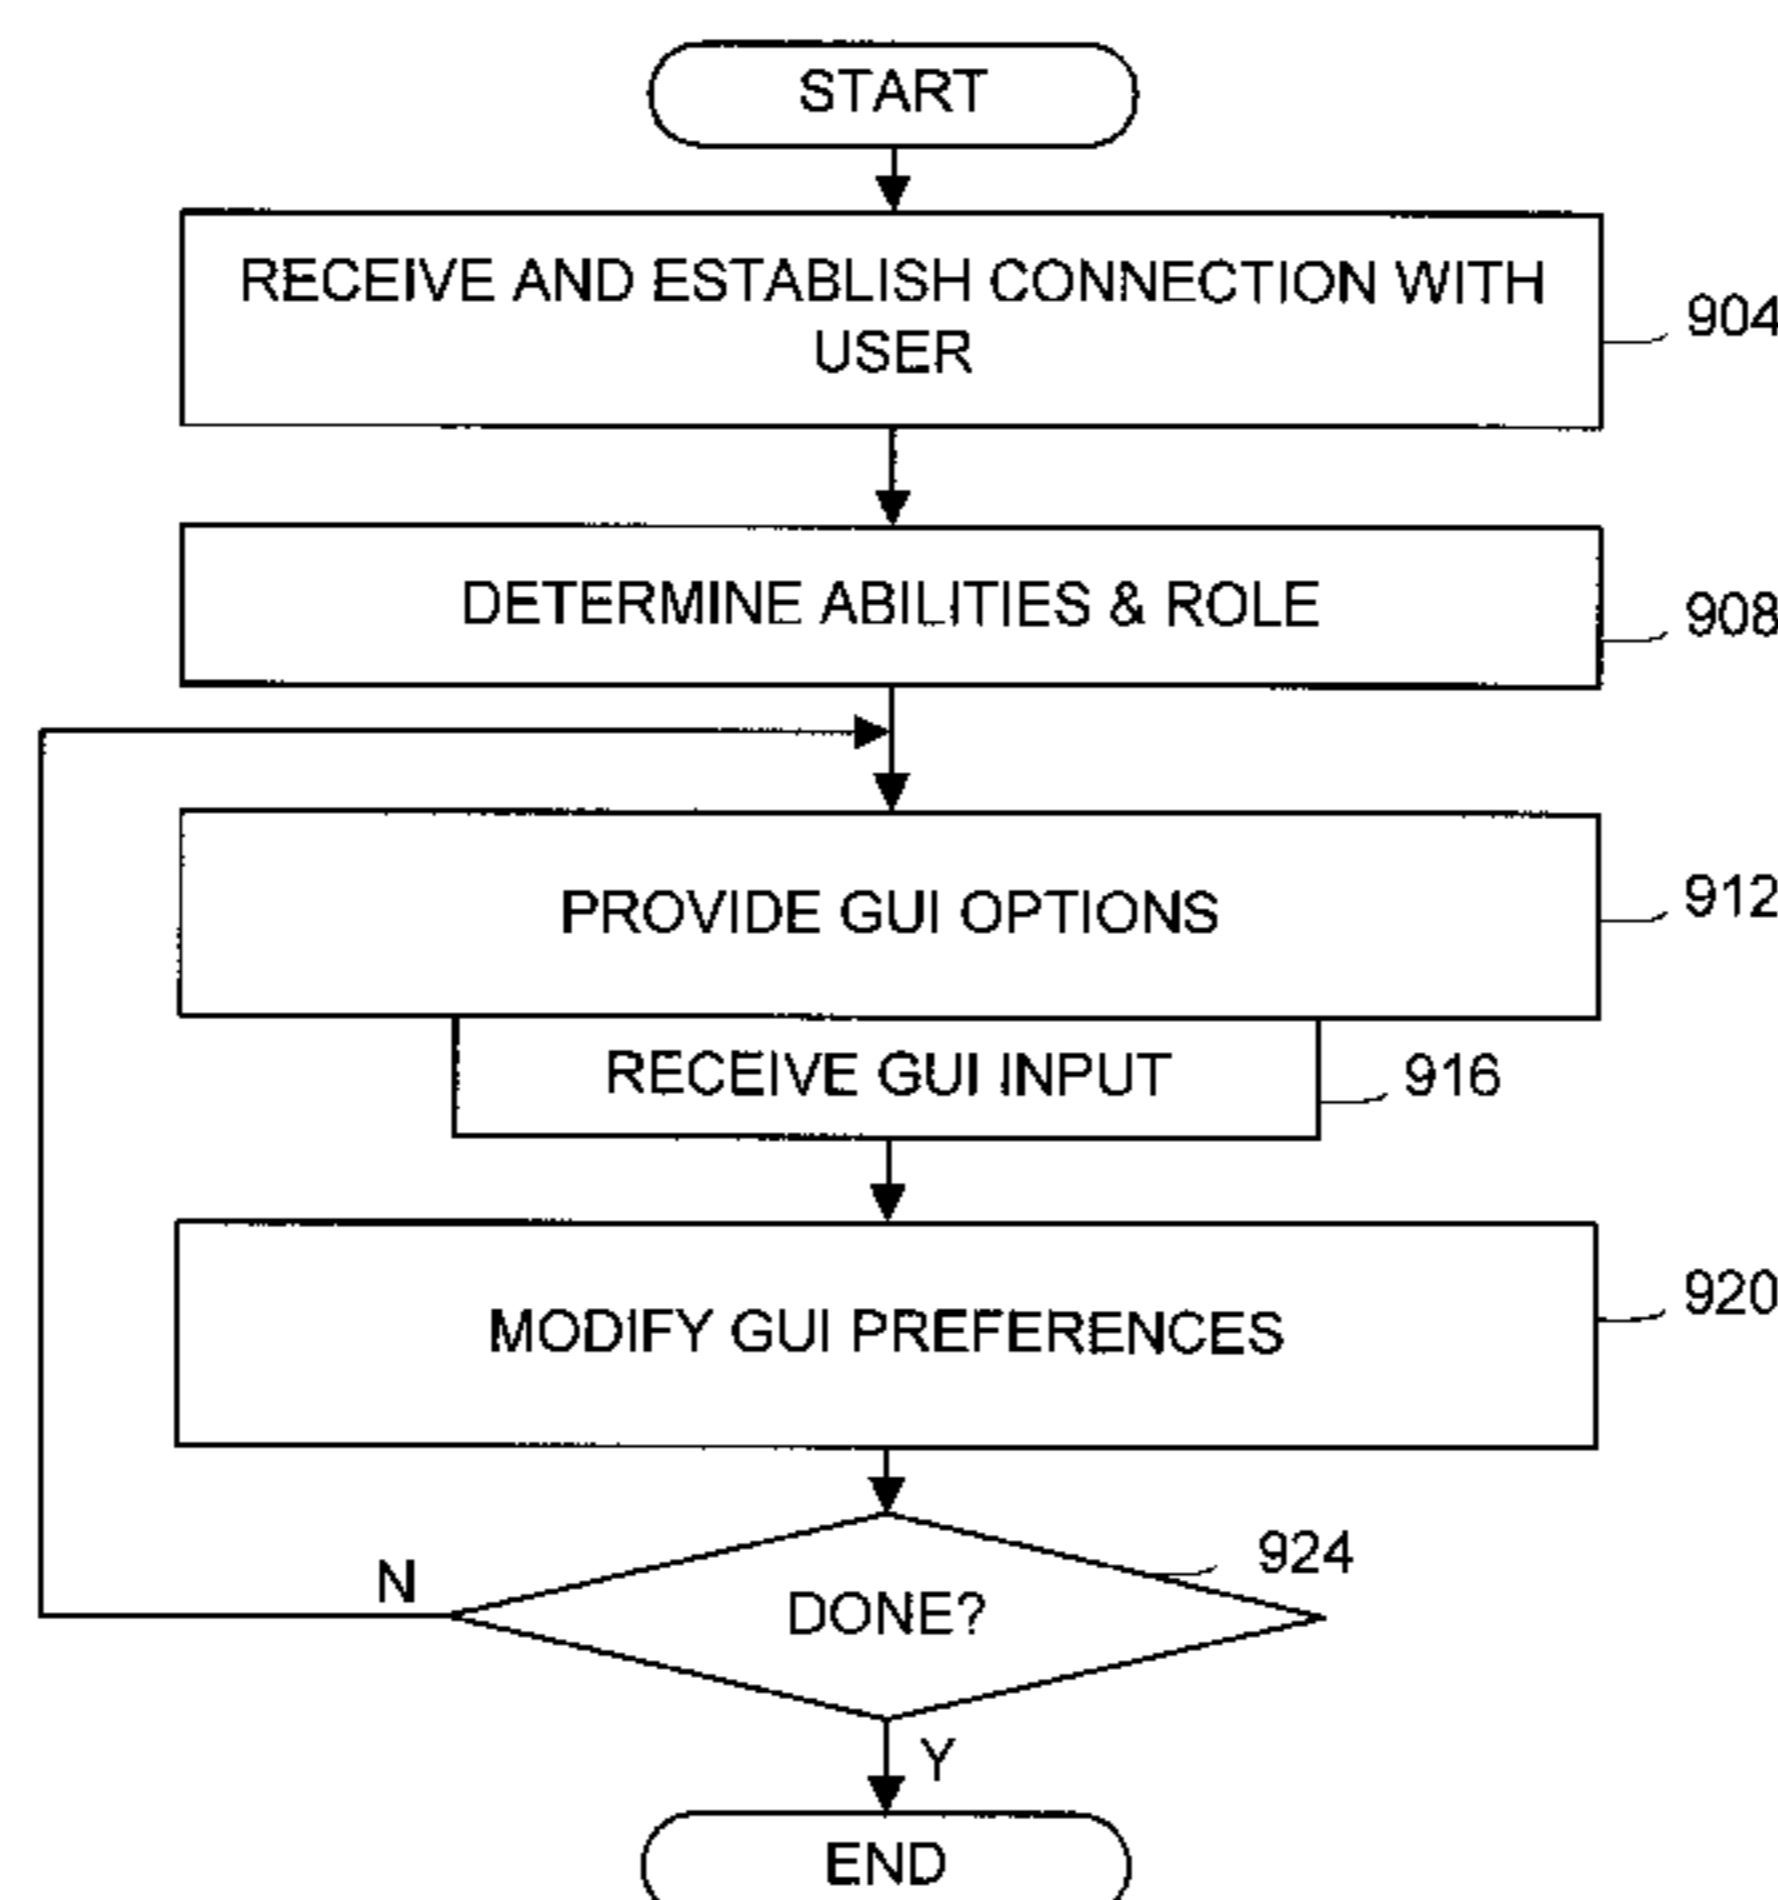 START
RECEIVE AND ESTABLISH CONNECTION WITH
USER
904
DETERMINE ABILITIES & ROLE
908
PROVIDE GUI OPTIONS
912
RECEIVE GUI INPUT
916
MODIFY GUI PREFERENCES
920
924
N
DONE?
Y
END